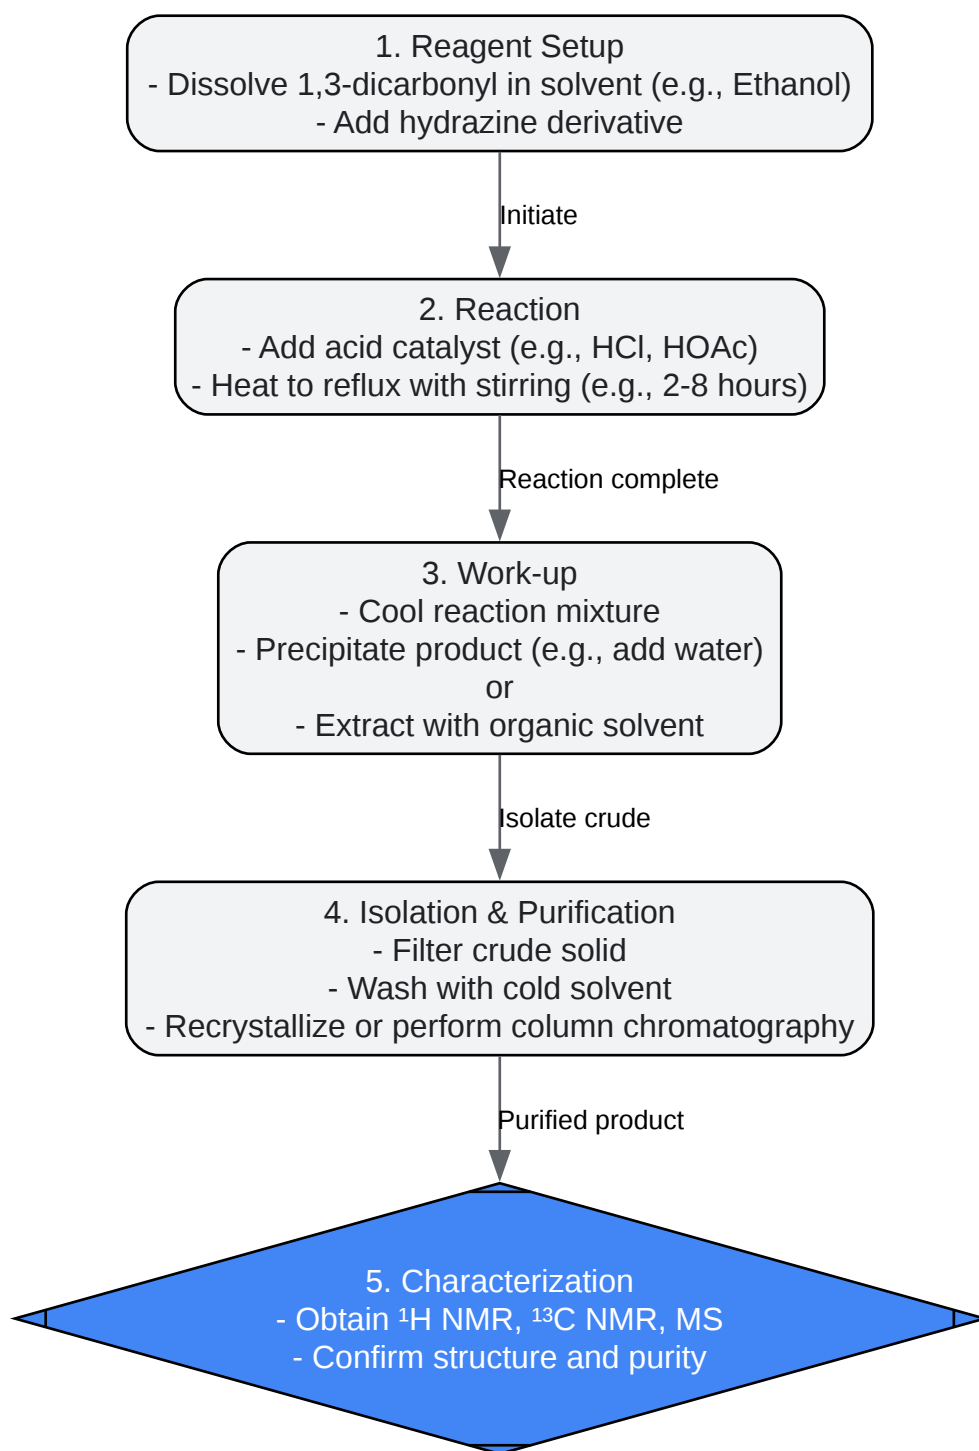 1. Reagent Setup
- Dissolve 1,3-dicarbonyl in solvent (e.g., Ethanol)
- Add hydrazine derivative
Initiate
2. Reaction
- Add acid catalyst (e.g., HCl, HOAc)
- Heat to reflux with stirring (e.g., 2-8 hours)
Reaction complete
3. Work-up
- Cool reaction mixture
- Precipitate product (e.g., add water)
or
- Extract with organic solvent
Isolate crude
4. Isolation & Purification
- Filter crude solid
- Wash with cold solvent
- Recrystallize or perform column chromatography
Purified product
5. Characterization
- Obtain ¹H NMR, ¹³C NMR, MS
- Confirm structure and purity